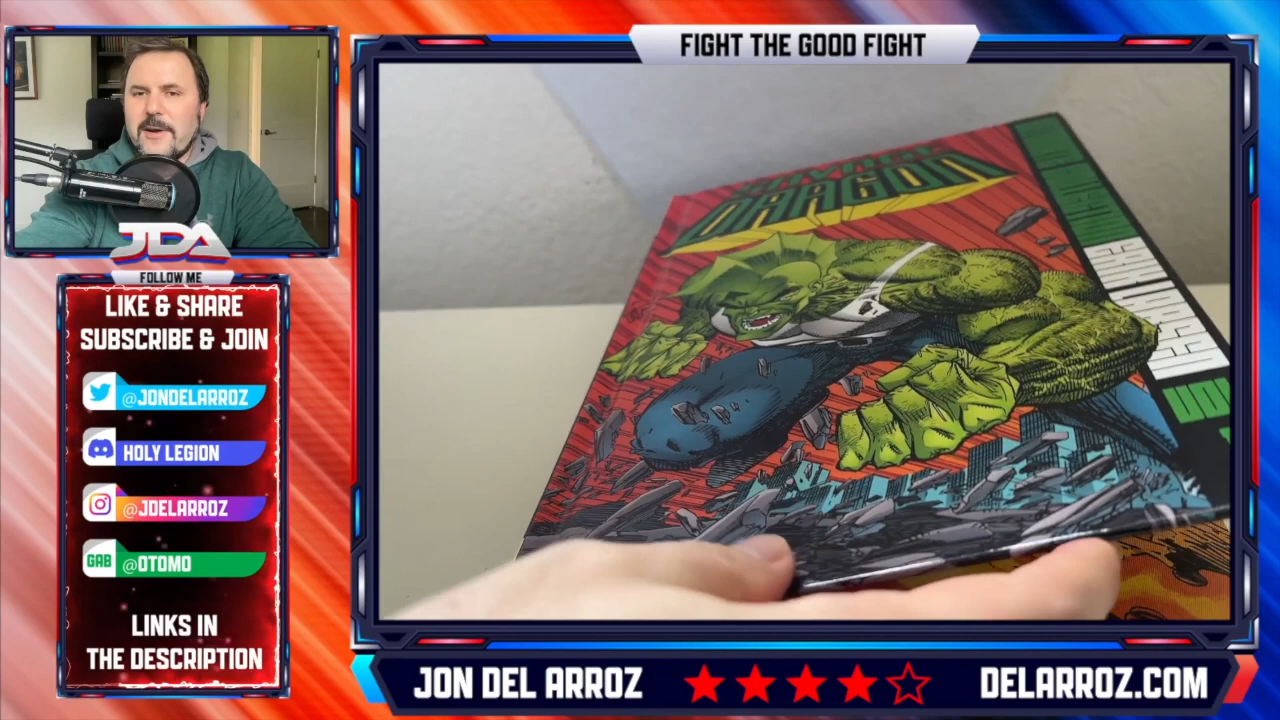 FIGHT THE GOOD FIGHT
SAVAGE
DRAGON
JDA
FOLLOW ME
LIKE & SHARE
SUBSCRIBE & JOIN
@JONDELARROZ
HOLY LEGION
@JDELARROZ
GAB
@OTOMO
LINKS IN
THE DESCRIPTION
JON DEL ARROZ
DELARROZ.COM